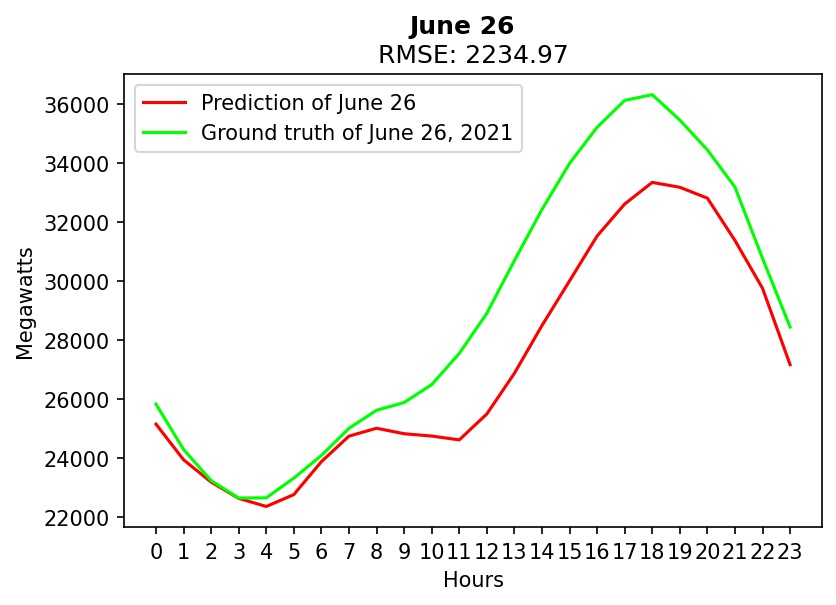 June 26
RMSE: 2234.97
Prediction of June 26
Ground truth of June 26, 2021
36000
34000
32000
30000
28000
26000
24000
22000
Megawatts
0 1 2 3 4 5 6 7 8 9 10 11 12 13 14 15 16 17 18 19 20 21 22 23
Hours